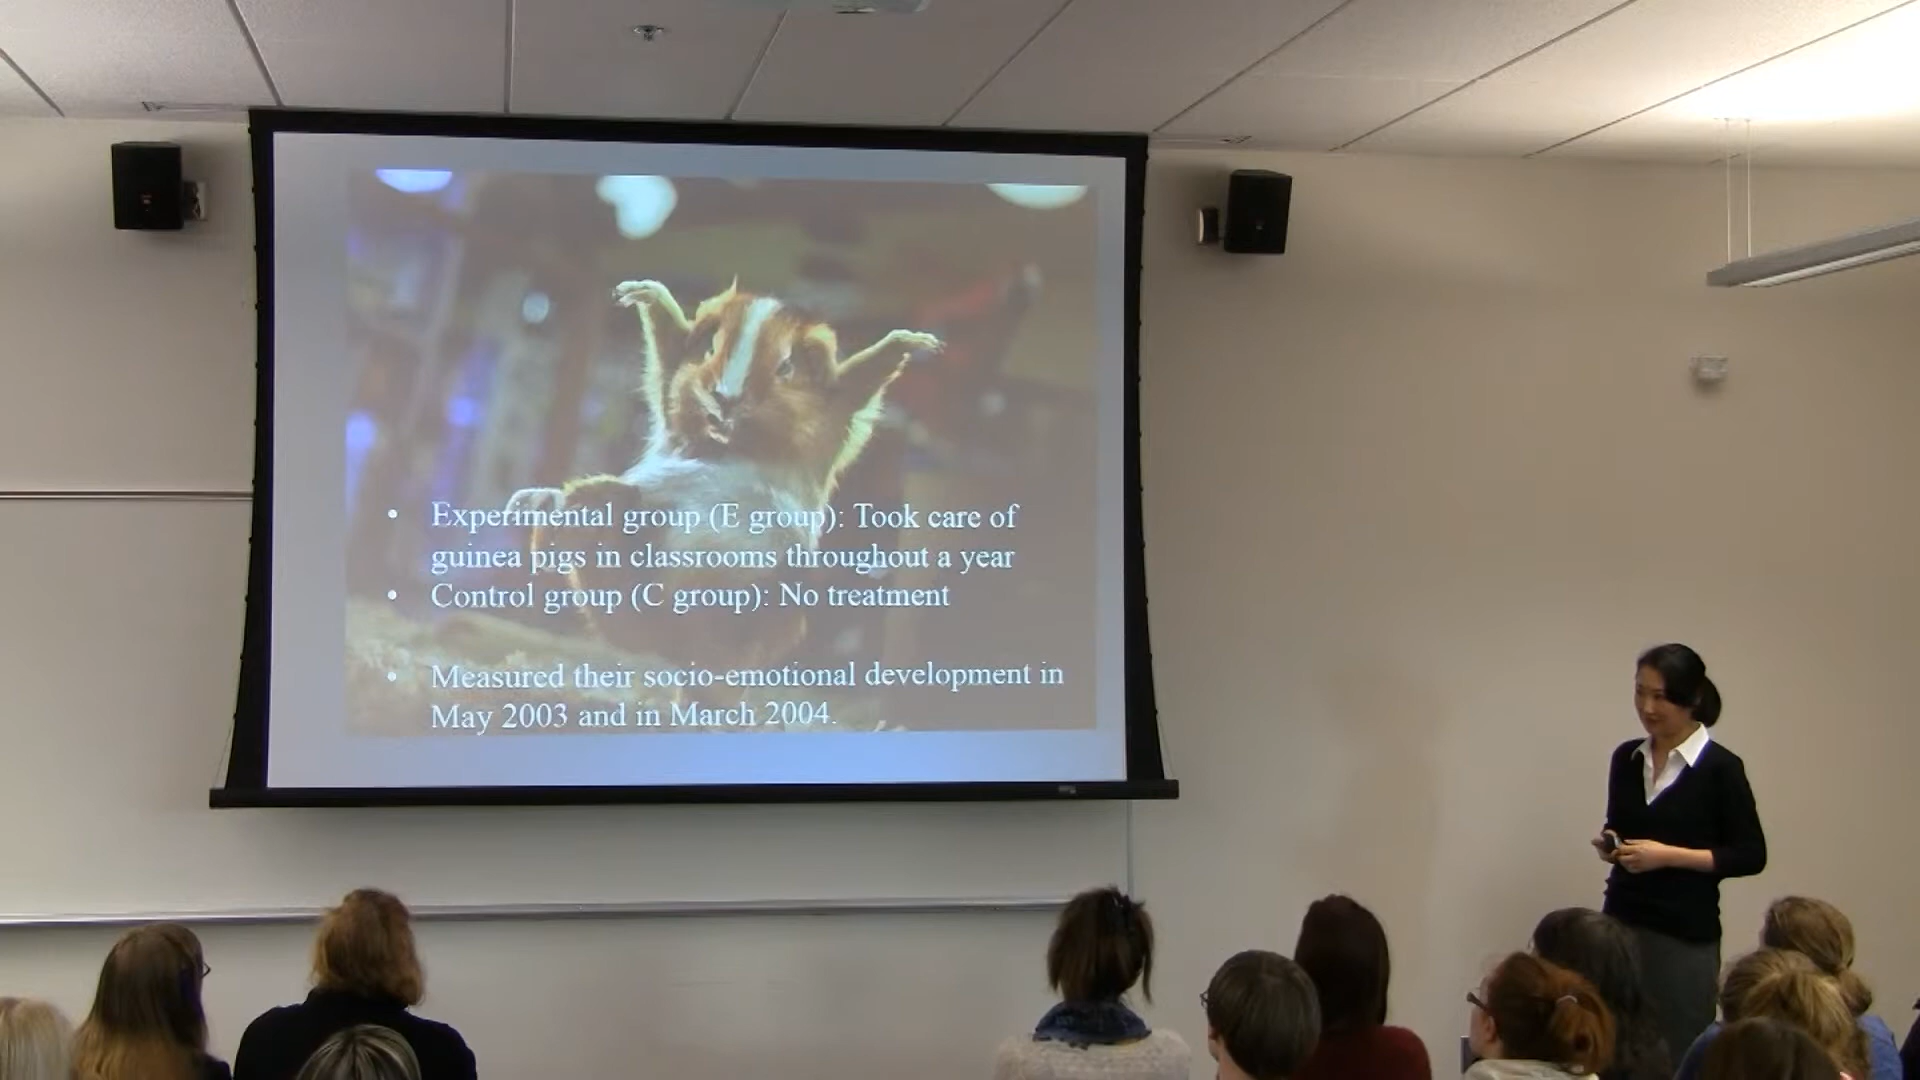 • Experimental group (E group): Took care of
guinea pigs in classrooms throughout a year
• Control group (C group): No treatment
• Measured their socio-emotional development in
May 2003 and in March 2004.